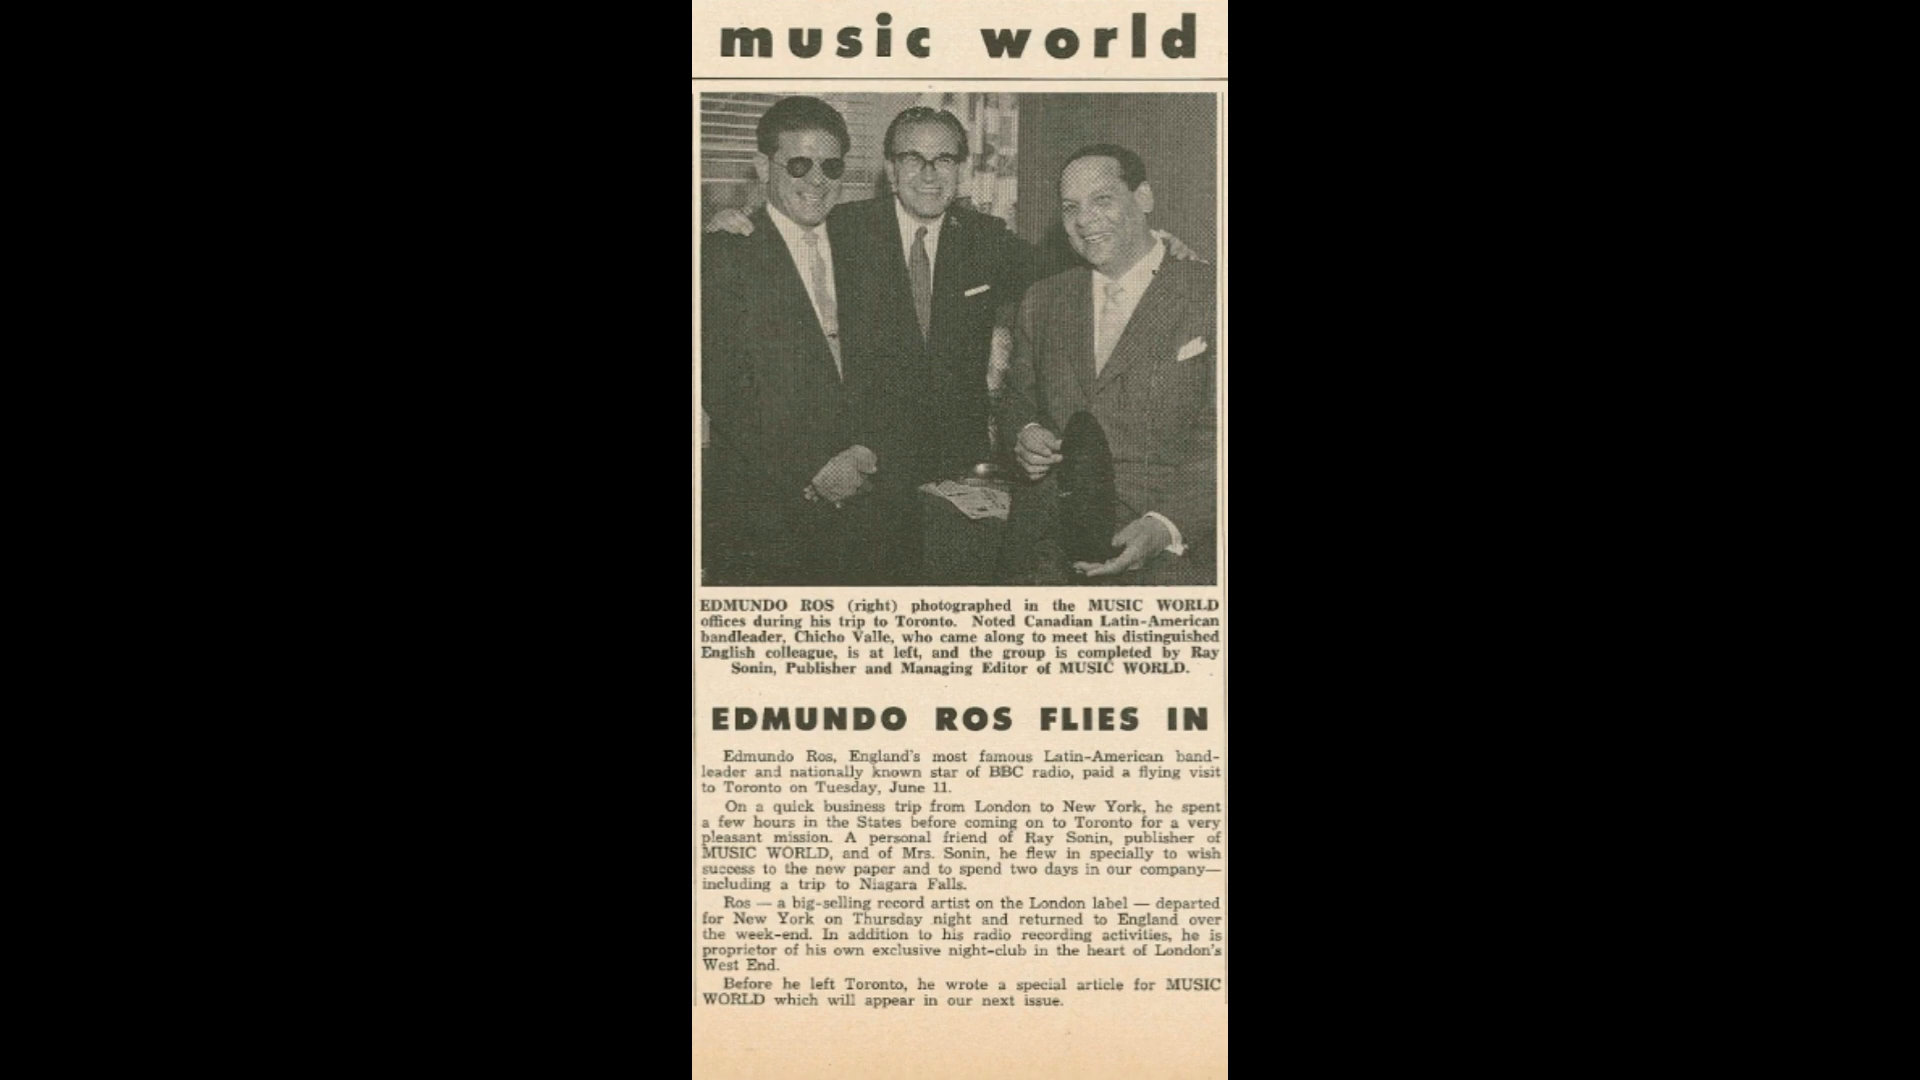 music world
EDMUNDO ROS (right) photographed in the MUSIC WORLD
offices during his trip to Toronto. Noted Canadian Latin-American
bandleader, Chicho Valle, who came along to meet his distinguished
English colleague, is at left, and the group is completed by Ray
Sonin, Publisher and Managing Editor of MUSIC WORLD.
EDMUNDO ROS FLIES IN
Edmundo Ros, England's most famous Latin-American band-
leader and nationally known star of BBC radio, paid a flying visit
to Toronto on Tuesday, June 11.
On a quick business trip from London to New York, he spent
a few hours in the States before coming on to Toronto for a very
pleasant mission. A personal friend of Ray Sonin, publisher of
MUSIC WORLD, and of Mrs. Sonin, he flew in specially to wish
success to the new paper and to spend two days in our company—
including a trip to Niagara Falls.
Ros — a big-selling record artist on the London label — departed
for New York on Thursday night and returned to England over
the week-end. In addition to his radio recording activities, he is
proprietor of his own exclusive night-club in the heart of London's
West End.
Before he left Toronto, he wrote a special article for MUSIC
WORLD which will appear in our next issue.